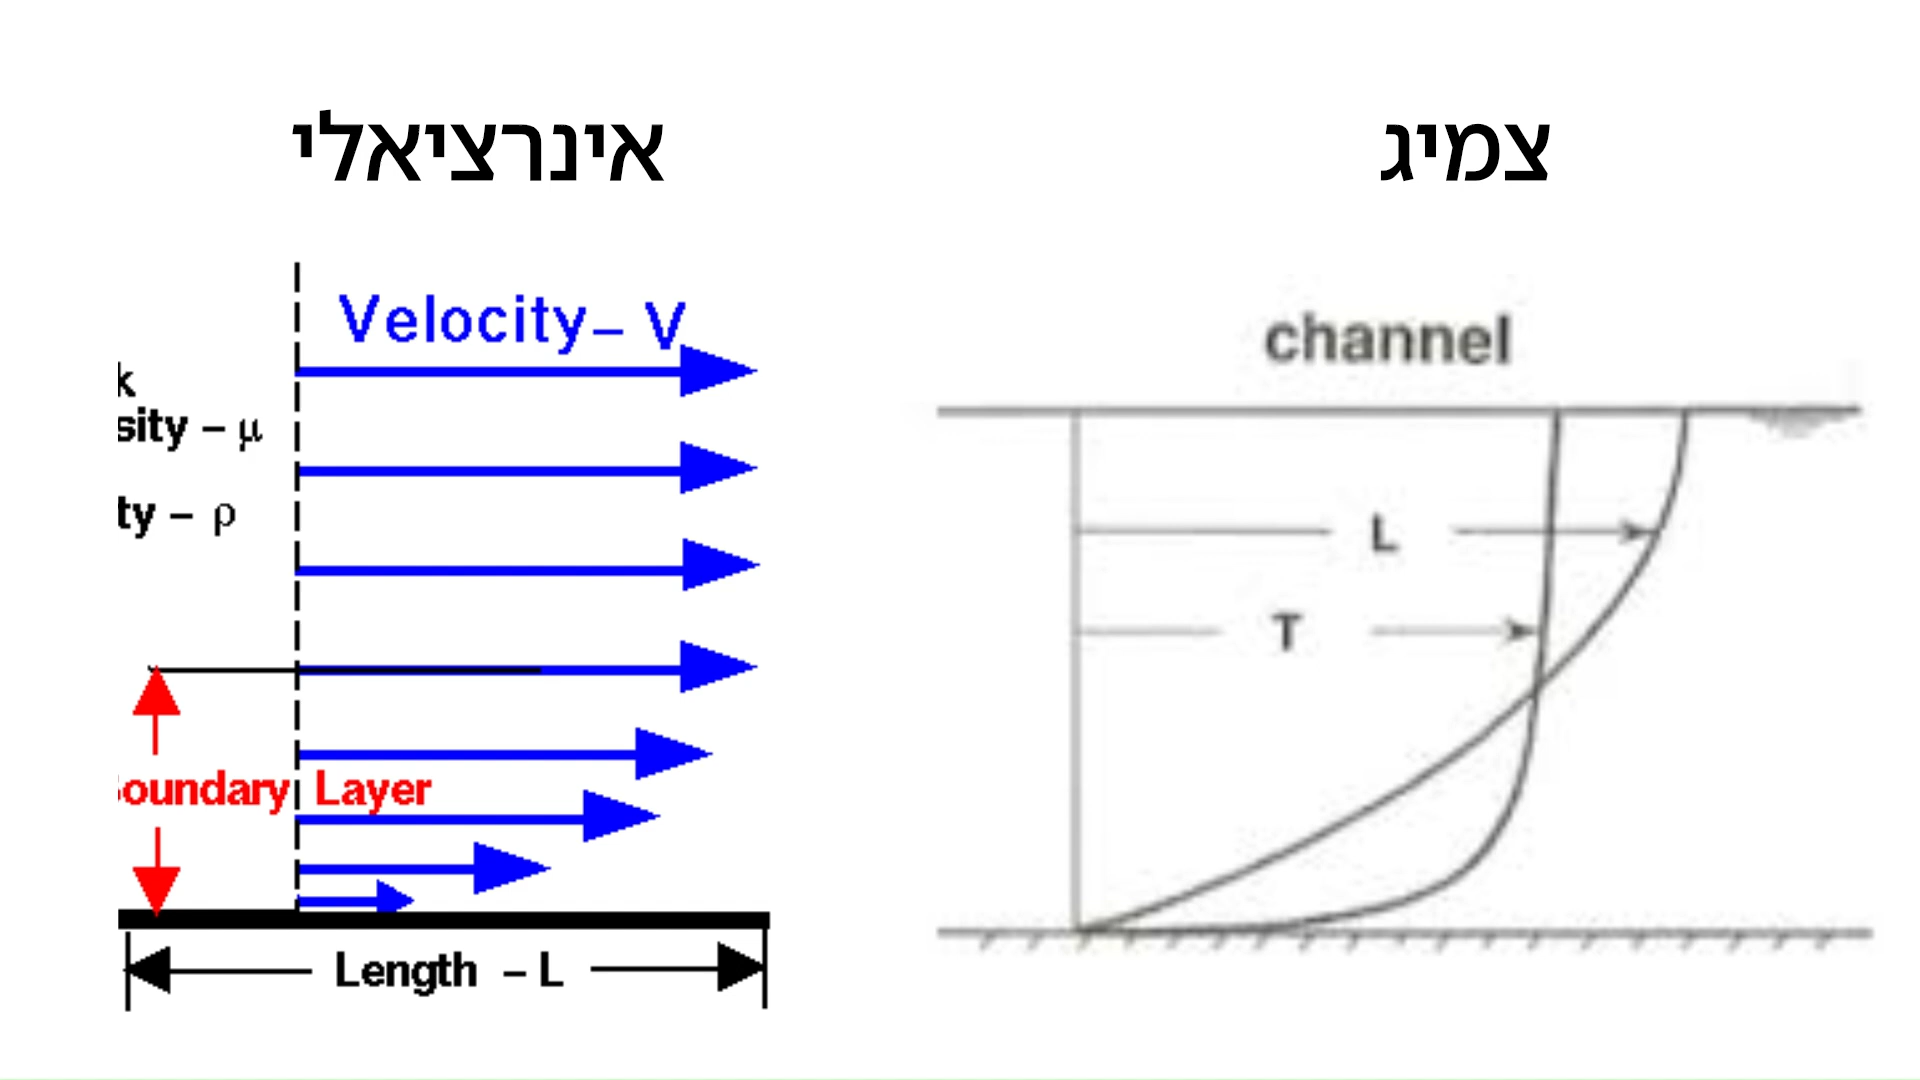 אינרציאלי
צמיג
Velocity – V
k
sity – μ
ty – ρ
oundary Layer
Length – L
channel
L
T